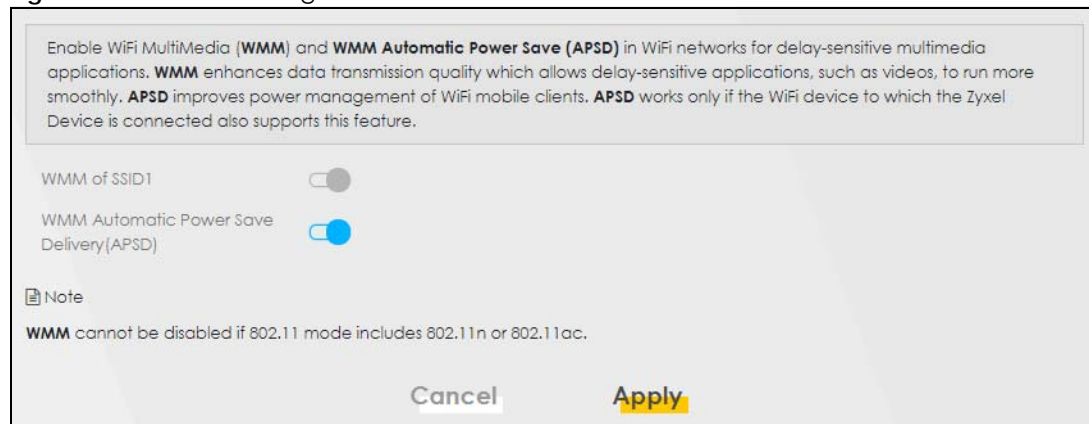 Enable WiFi MultiMedia (WMM) and WMM Automatic Power Save (APSD) in WiFi networks for delay-sensitive multimedia
applications. WMM enhances data transmission quality which allows delay-sensitive applications, such as videos, to run more
smoothly. APSD improves power management of WiFi mobile clients. APSD works only if the WiFi device to which the Zyxel
Device is connected also supports this feature.
WMM of SSID1
WMM Automatic Power Save
Delivery(APSD)
Note
WMM cannot be disabled if 802.11 mode includes 802.11n or 802.11ac.
Cancel Apply